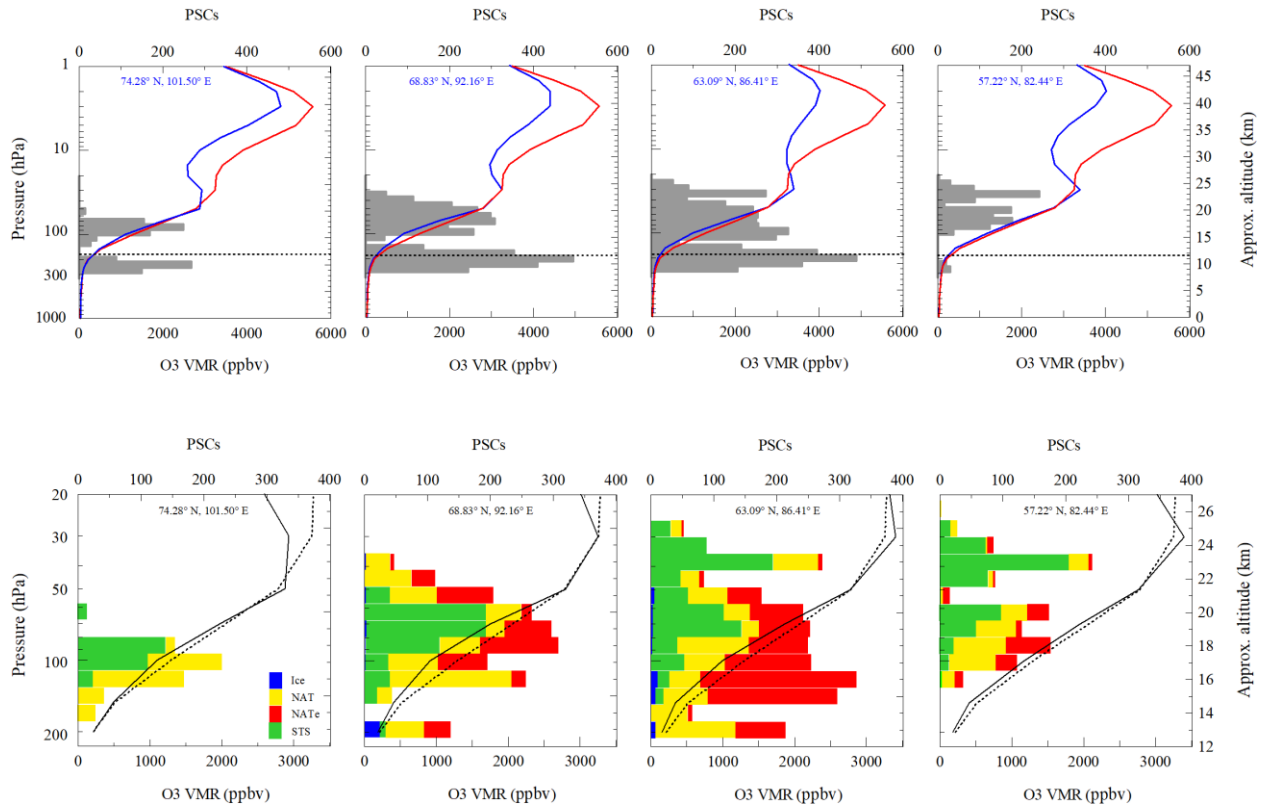 PSCs PSCs PSCs PSCs
0 200 400 600 0 200 400 600 0 200 400 600 0 200 400 600
74.28° N, 101.50° E 68.83° N, 92.16° E 63.09° N, 86.41° E 57.22° N, 82.44° E
Pressure (hPa)
1
10
100
300
1000
Approx. altitude (km)
45
40
35
30
25
20
15
10
5
0
0 2000 4000 6000 0 2000 4000 6000 0 2000 4000 6000 0 2000 4000 6000
O3 VMR (ppbv) O3 VMR (ppbv) O3 VMR (ppbv) O3 VMR (ppbv)
PSCs PSCs PSCs PSCs
0 100 200 300 400 0 100 200 300 400 0 100 200 300 400 0 100 200 300 400
74.28° N, 101.50° E 68.83° N, 92.16° E 63.09° N, 86.41° E 57.22° N, 82.44° E
Pressure (hPa)
20
30
50
100
200
Ice
NAT
NATe
STS
Approx. altitude (km)
26
24
22
20
18
16
14
12
0 1000 2000 3000 0 1000 2000 3000 0 1000 2000 3000 0 1000 2000 3000
O3 VMR (ppbv) O3 VMR (ppbv) O3 VMR (ppbv) O3 VMR (ppbv)